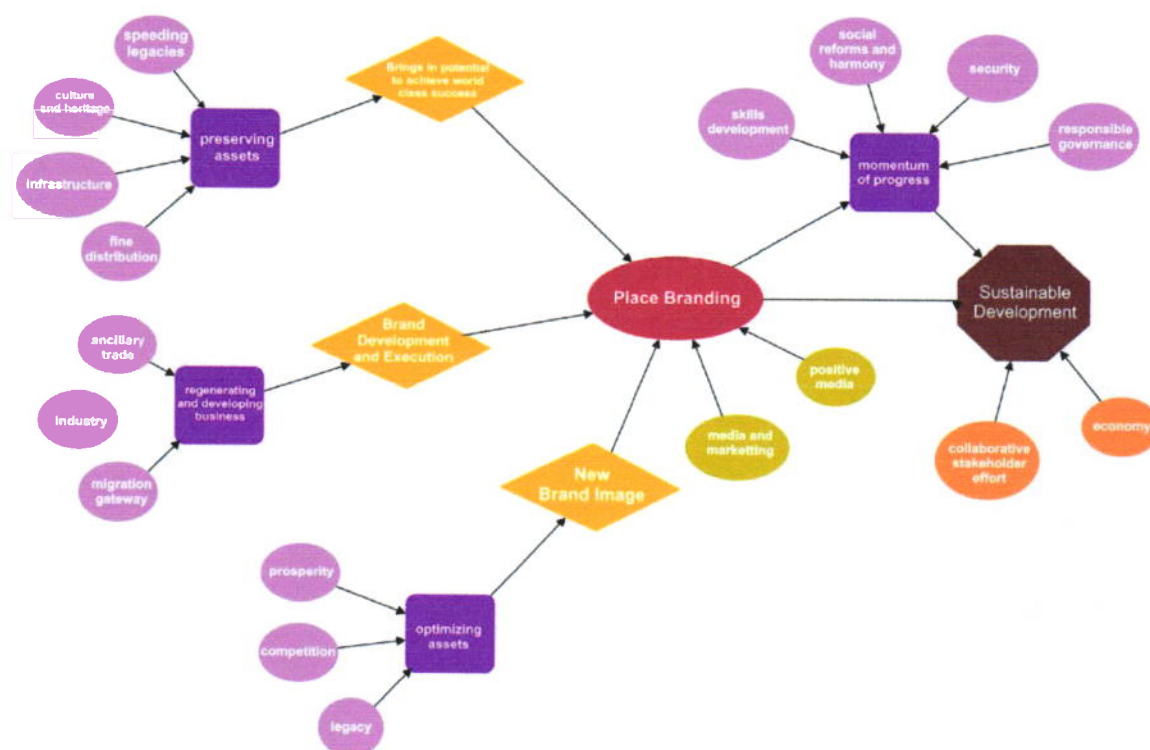 speeding
legacies
culture
and heritage
infrastructure
fine
distribution
preserving
assets
Brings in potential
to achieve world
class success
social
reforms and
harmony
security
skills
development
responsible
governance
momentum
of progress
Place Branding
Sustainable
Development
ancillary
trade
industry
migration
gateway
regenerating
and developing
business
Brand
Development
and Execution
positive
media
media and
marketting
economy
collaborative
stakeholder
effort
New
Brand Image
prosperity
competition
legacy
optimizing
assets